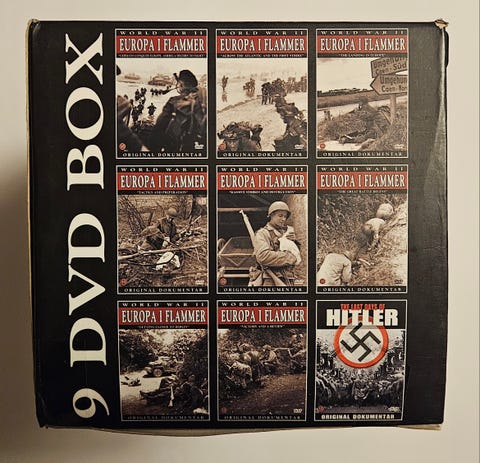 9 DVD BOX
WORLD WAR II
EUROPA I FLAMMER
ORIGINAL DOKUMENTAR
WORLD WAR II
EUROPA I FLAMMER
"ACROSS THE ATLANTIC AND THE FIRST STRIKE"
ORIGINAL DOKUMENTAR
WORLD WAR II
EUROPA I FLAMMER
"THE LANDING IN EUROPE"
Umgehung
Caen-Süd
Umgehung
ORIGINAL DOKUMENTAR
WORLD WAR II
EUROPA I FLAMMER
"TACTICS AND PREPARATION"
ORIGINAL DOKUMENTAR
WORLD WAR II
EUROPA I FLAMMER
ORIGINAL DOKUMENTAR
WORLD WAR II
EUROPA I FLAMMER
"THE GREAT BATTLE BEGINS"
ORIGINAL DOKUMENTAR
WORLD WAR II
EUROPA I FLAMMER
"GETTING CLOSER TO BERLIN"
ORIGINAL DOKUMENTAR
WORLD WAR II
EUROPA I FLAMMER
"VICTORY AND A REVIEW"
ORIGINAL DOKUMENTAR
THE LAST DAYS OF
HITLER
ORIGINAL DOKUMENTAR